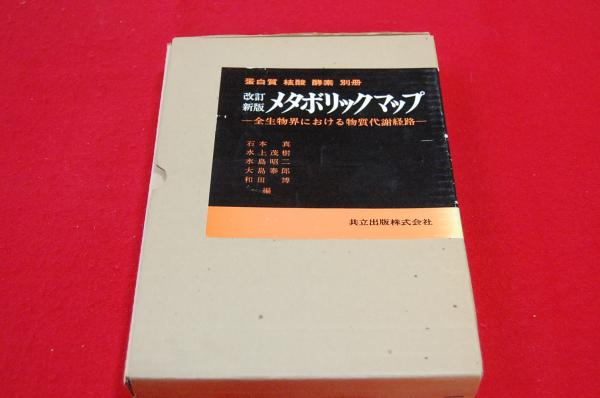 蛋白質 核酸 酵素 別冊
改訂新版 メタボリックマップ
—全生物界における物質代謝経路—
石本 真
水上茂樹
水島昭二
大島泰郎
和田 博
編
共立出版株式会社